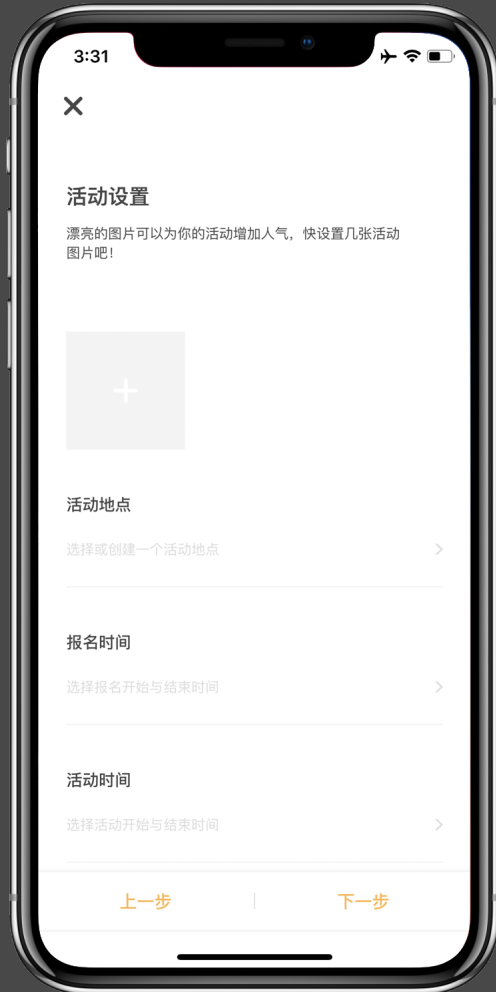 3:31
活动设置
漂亮的图片可以为你的活动增加人气，快设置几张活动
图片吧！
活动地点
选择或创建一个活动地点
报名时间
选择报名开始与结束时间
活动时间
选择活动开始与结束时间
上一步
下一步